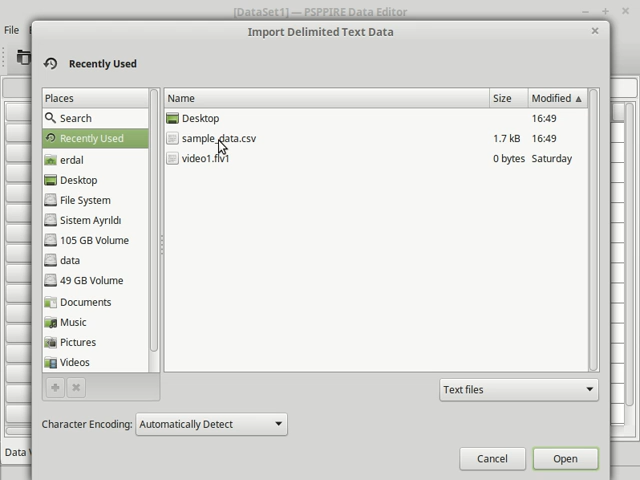 [DataSet1] — PSPPIRE Data Editor
File
Import Delimited Text Data
Recently Used
Places
Name
Size
Modified
Search
Desktop
16:49
Recently Used
sample_data.csv
1.7 kB
16:49
erdal
video1.flv1
0 bytes
Saturday
Desktop
File System
Sistem Ayrıldı
105 GB Volume
data
49 GB Volume
Documents
Music
Pictures
Videos
Text files
Character Encoding:
Automatically Detect
Data
Cancel
Open